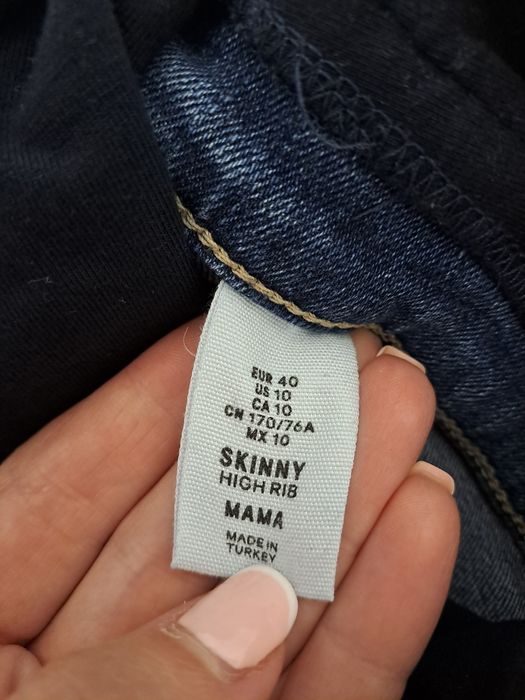 EUR 40
US 10
CA 10
CN 170/76A
MX 10
SKINNY
HIGH RIB
MAMA
MADE IN
TURKEY